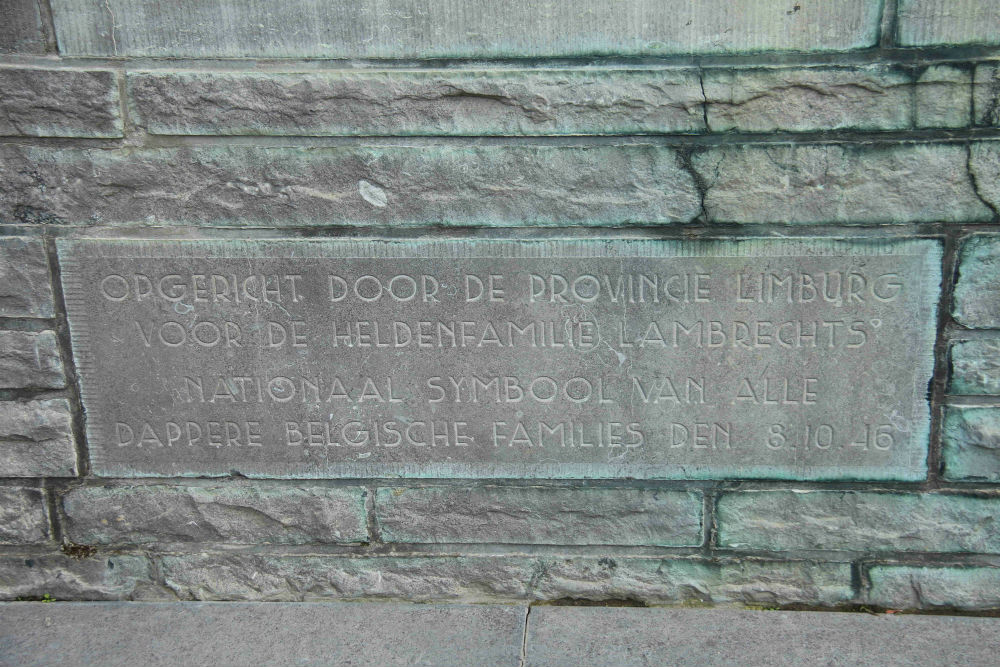 OPGERICHT DOOR DE PROVINCIE LIMBURG
VOOR DE HELDENFAMILIE LAMBRECHTS
NATIONAAL SYMBOOL VAN ALLE
DAPPERE BELGISCHE FAMILIES DEN 8.10.46